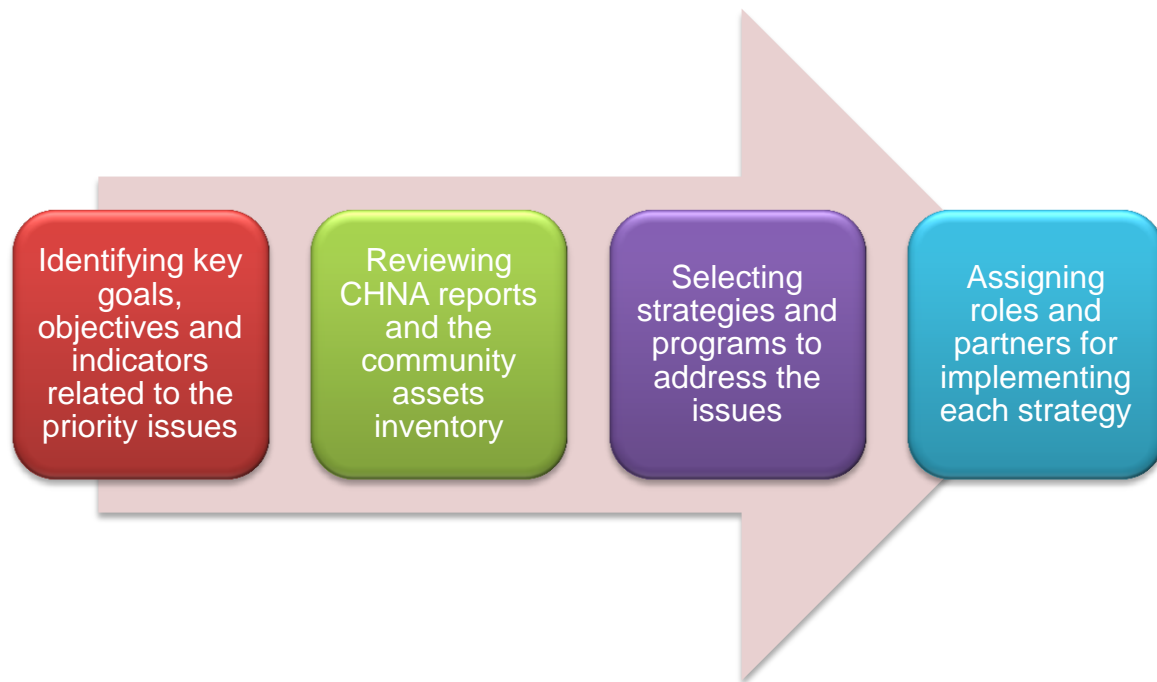 Identifying key
goals,
objectives and
indicators
related to the
priority issues
Reviewing
CHNA reports
and the
community
assets
inventory
Selecting
strategies and
programs to
address the
issues
Assigning
roles and
partners for
implementing
each strategy